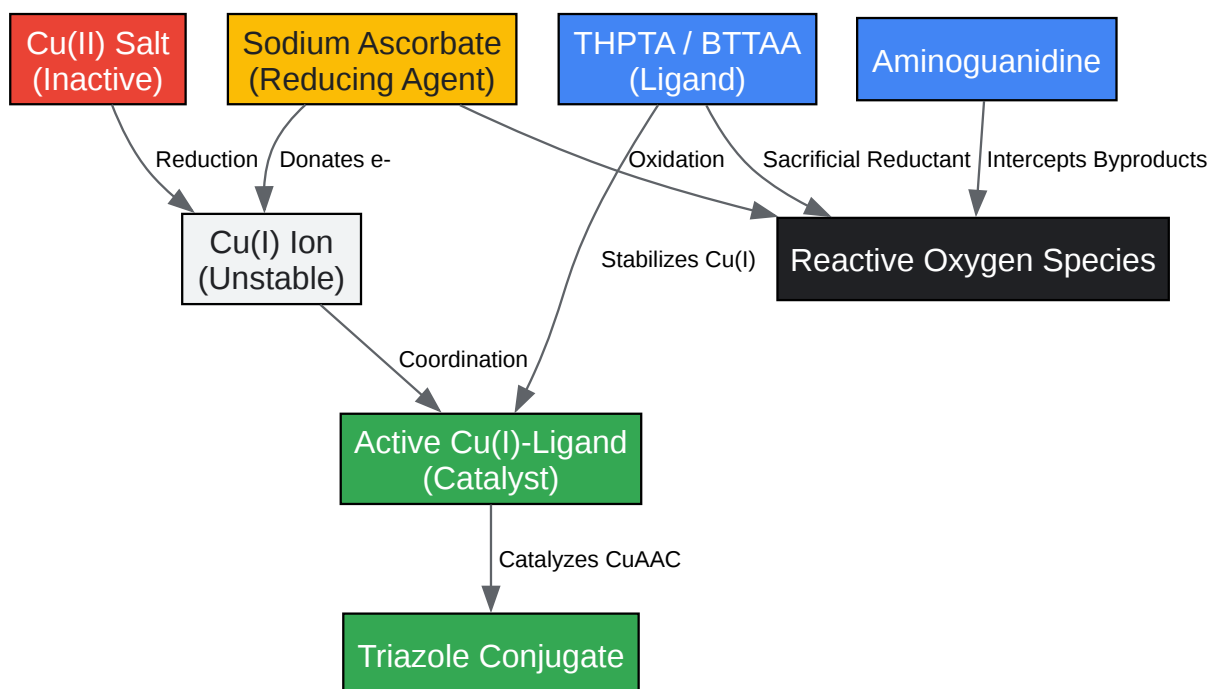 Cu(II) Salt
(Inactive)
Sodium Ascorbate
(Reducing Agent)
THPTA / BTTAA
(Ligand)
Aminoguanidine
Reduction
Donates e-
Oxidation
Sacrificial Reductant
Intercepts Byproducts
Cu(I) Ion
(Unstable)
Stabilizes Cu(I)
Reactive Oxygen Species
Coordination
Active Cu(I)-Ligand
(Catalyst)
Catalyzes CuAAC
Triazole Conjugate